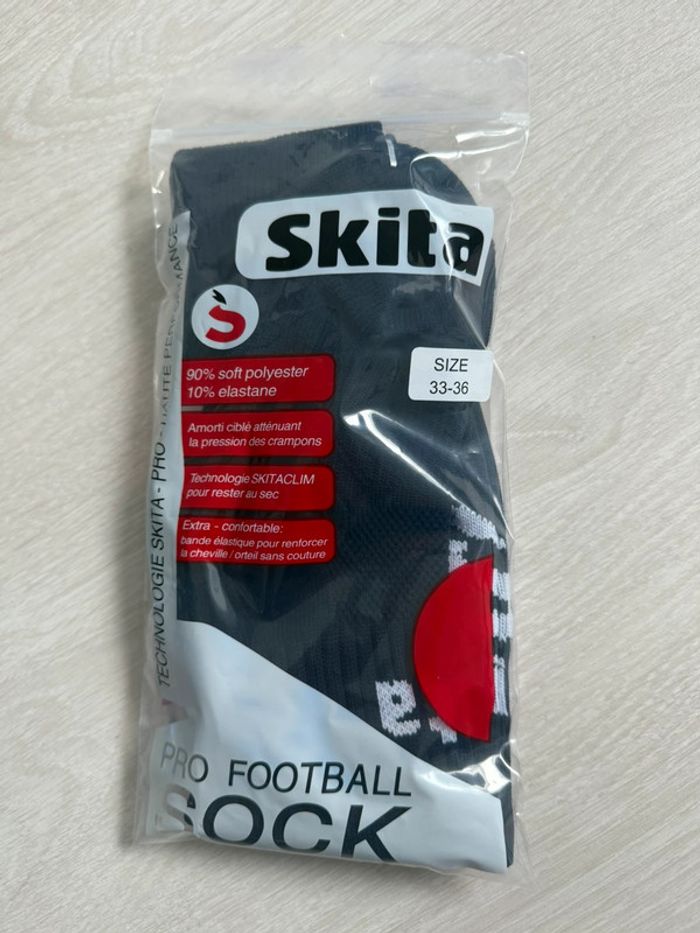 Skita
S
SIZE
33-36
90% soft polyester
10% elastane
Amorti ciblé atténuant
la pression des crampons
Technologie SKITACLIM
pour rester au sec
Extra - confortable:
bande élastique pour renforcer
la cheville / orteil sans couture
TECHNOLOGIE SKITA - PRO - HAUTE PERFORMANCE
PRO FOOTBALL
SOCK